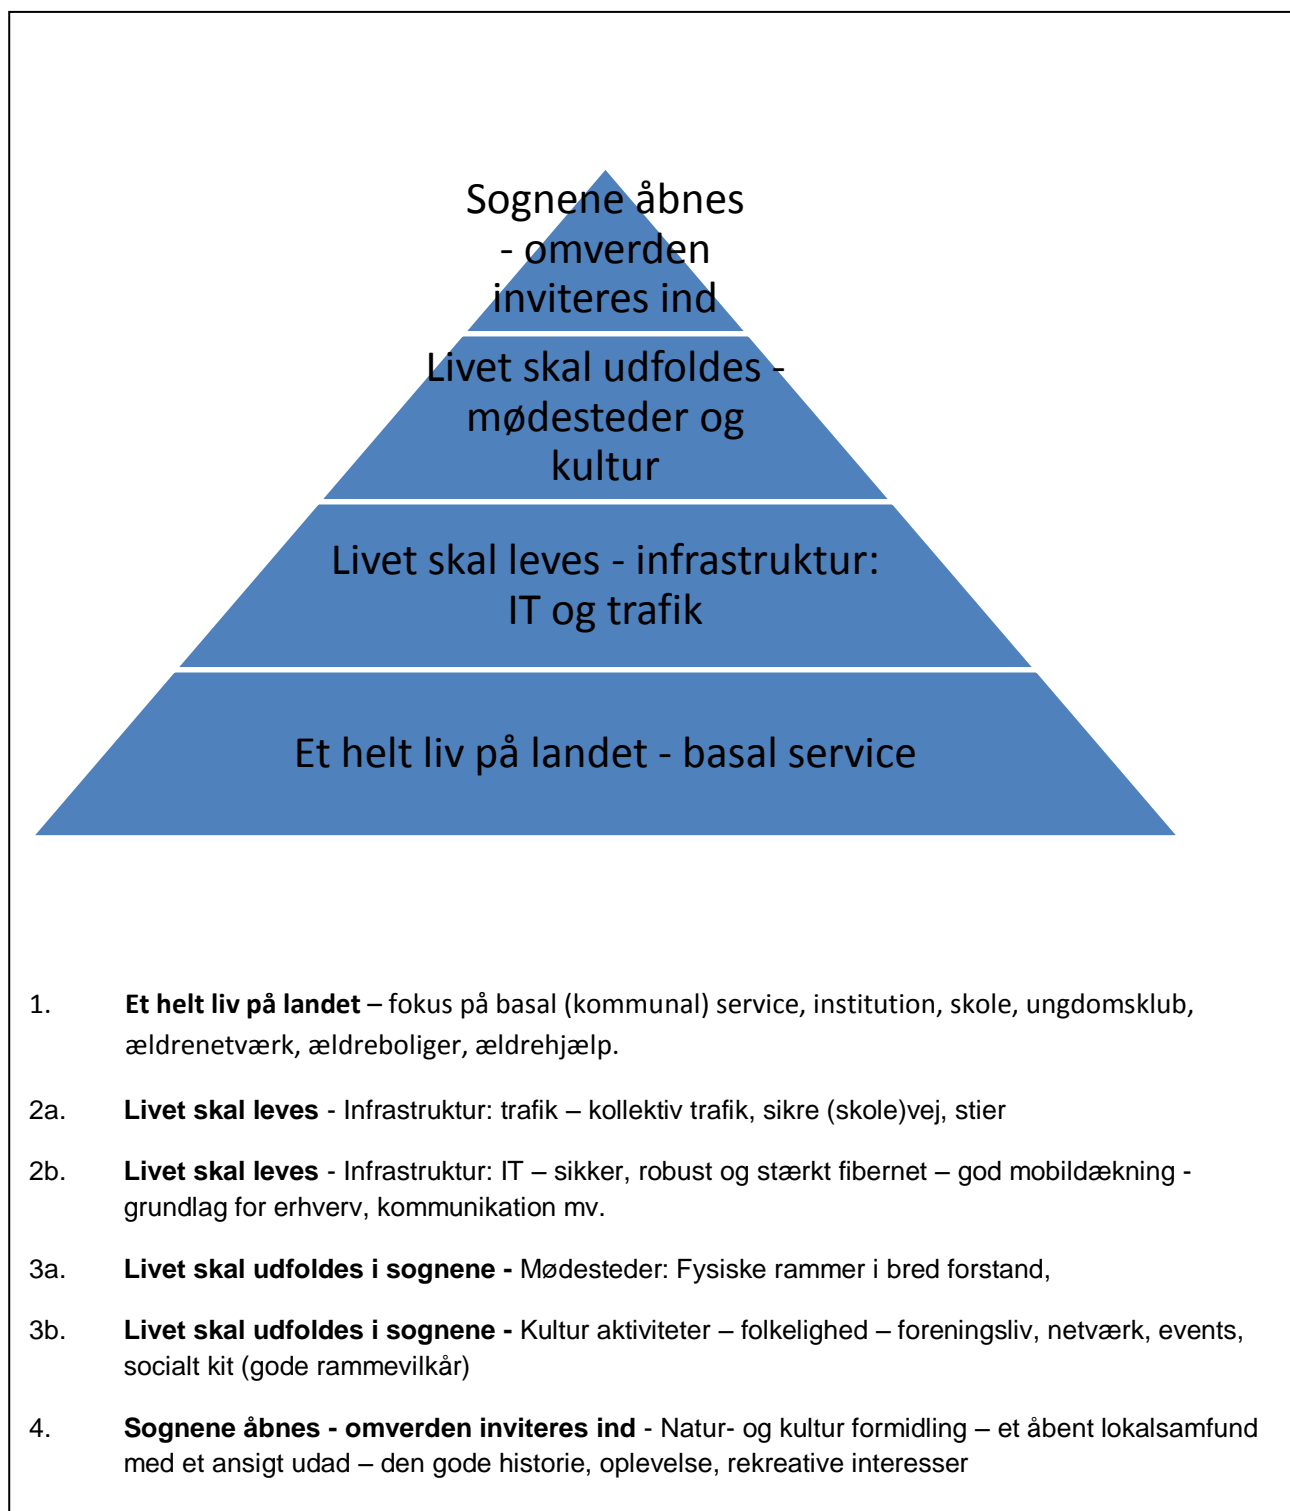 Sognene åbnes
- omverden
inviteres ind
Livet skal udfoldes -
mødesteder og
kultur
Livet skal leves - infrastruktur:
IT og trafik
Et helt liv på landet - basal service
1. Et helt liv på landet – fokus på basal (kommunal) service, institution, skole, ungdomsklub,
ældrenetværk, ældreboliger, ældrehjælp.
2a. Livet skal leves - Infrastruktur: trafik – kollektiv trafik, sikre (skole)vej, stier
2b. Livet skal leves - Infrastruktur: IT – sikker, robust og stærkt fibernet – god mobildækning -
grundlag for erhverv, kommunikation mv.
3a. Livet skal udfoldes i sognene - Mødesteder: Fysiske rammer i bred forstand,
3b. Livet skal udfoldes i sognene - Kultur aktiviteter – folkelighed – foreningsliv, netværk, events,
socialt kit (gode rammevilkår)
4. Sognene åbnes - omverden inviteres ind - Natur- og kultur formidling – et åbent lokalsamfund
med et ansigt udad – den gode historie, oplevelse, rekreative interesser